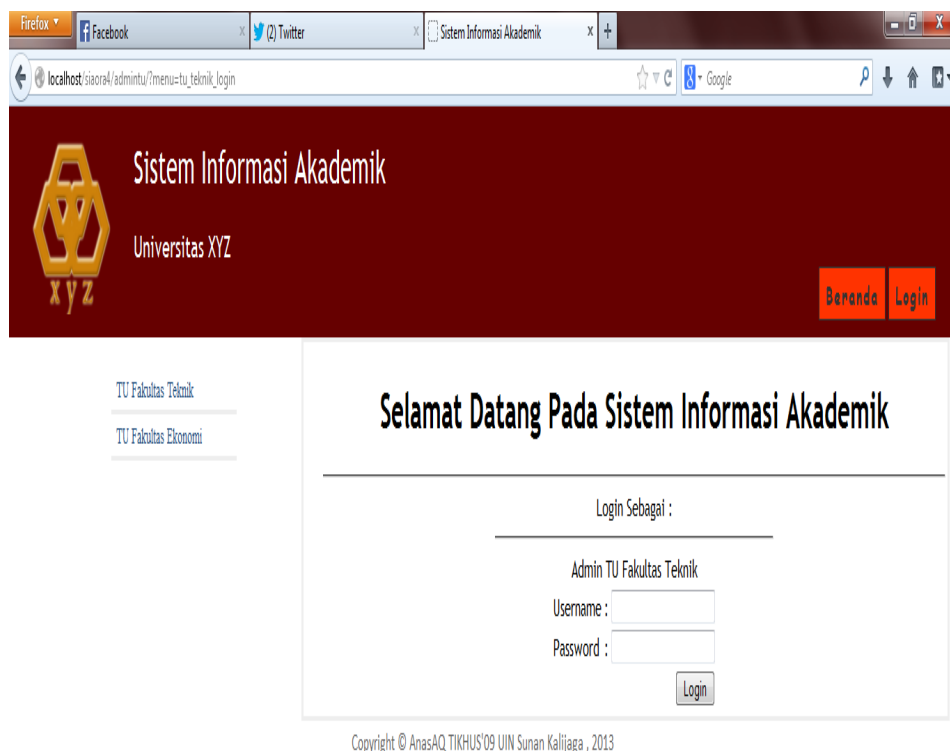 Firefox
Facebook
(2) Twitter
Sistem Informasi Akademik
localhost/siaora4/admintu/?menu=tu_teknik_login
Google
Sistem Informasi Akademik
Universitas XYZ
x y z
Beranda
Login
TU Fakultas Teknik
TU Fakultas Ekonomi
Selamat Datang Pada Sistem Informasi Akademik
Login Sebagai :
Admin TU Fakultas Teknik
Username :
Password :
Login
Copyright © AnasAQ TIKHUS'09 UIN Sunan Kalijaga , 2013